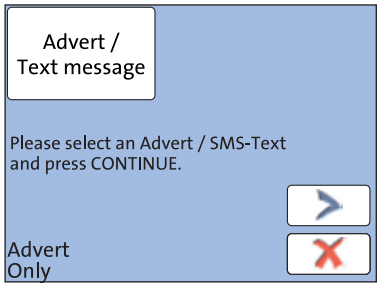 Advert /
Text message
Please select an Advert / SMS-Text
and press CONTINUE.
Advert
Only